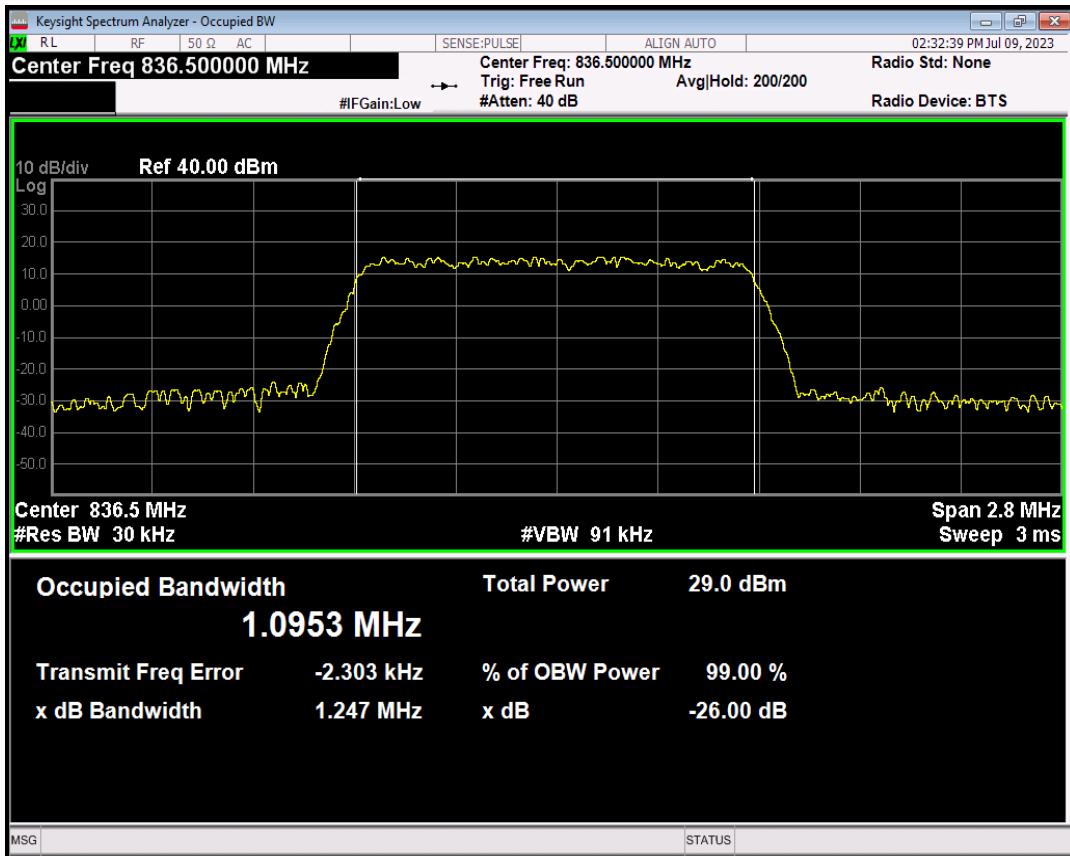 Keysight Spectrum Analyzer - Occupied BW
LXI RL RF 50 Ω AC SENSE:PULSE ALIGN AUTO 02:32:39 PM Jul 09, 2023
Center Freq 836.500000 MHz Center Freq: 836.500000 MHz Radio Std: None
Trig: Free Run Avg|Hold: 200/200
#IFGain:Low #Atten: 40 dB Radio Device: BTS
10 dB/div Ref 40.00 dBm
Log
30.0
20.0
10.0
0.00
-10.0
-20.0
-30.0
-40.0
-50.0
Center 836.5 MHz Span 2.8 MHz
#Res BW 30 kHz #VBW 91 kHz Sweep 3 ms
Occupied Bandwidth Total Power 29.0 dBm
1.0953 MHz
Transmit Freq Error -2.303 kHz % of OBW Power 99.00 %
x dB Bandwidth 1.247 MHz x dB -26.00 dB
MSG STATUS